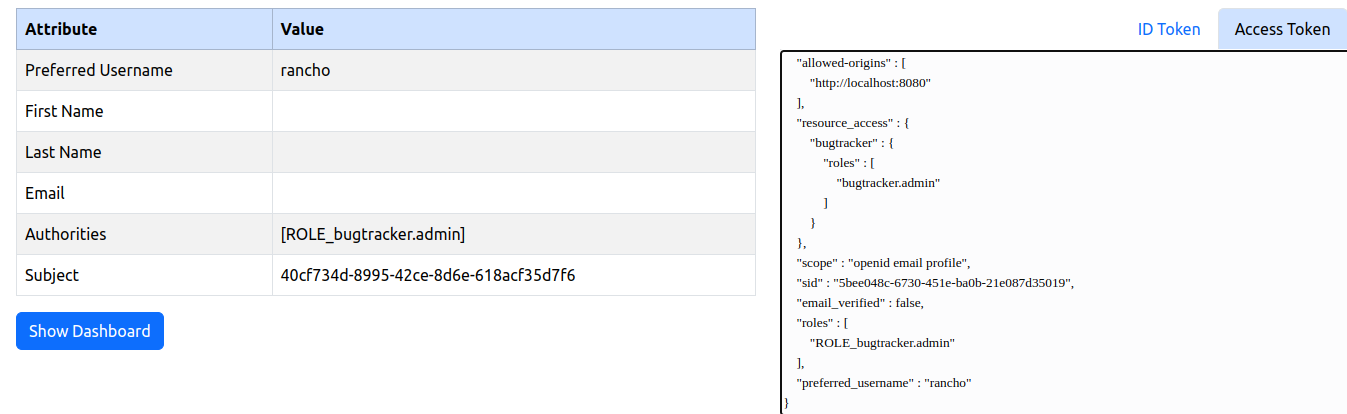 Attribute Value
Preferred Username rancho
First Name
Last Name
Email
Authorities [ROLE_bugtracker.admin]
Subject 40cf734d-8995-42ce-8d6e-618acf35d7f6
Show Dashboard
ID Token Access Token
"allowed-origins" : [
"http://localhost:8080"
],
"resource_access" : {
"bugtracker" : {
"roles" : [
"bugtracker.admin"
]
}
},
"scope" : "openid email profile",
"sid" : "5bee048c-6730-451e-ba0b-21e087d35019",
"email_verified" : false,
"roles" : [
"ROLE_bugtracker.admin"
],
"preferred_username" : "rancho"
}